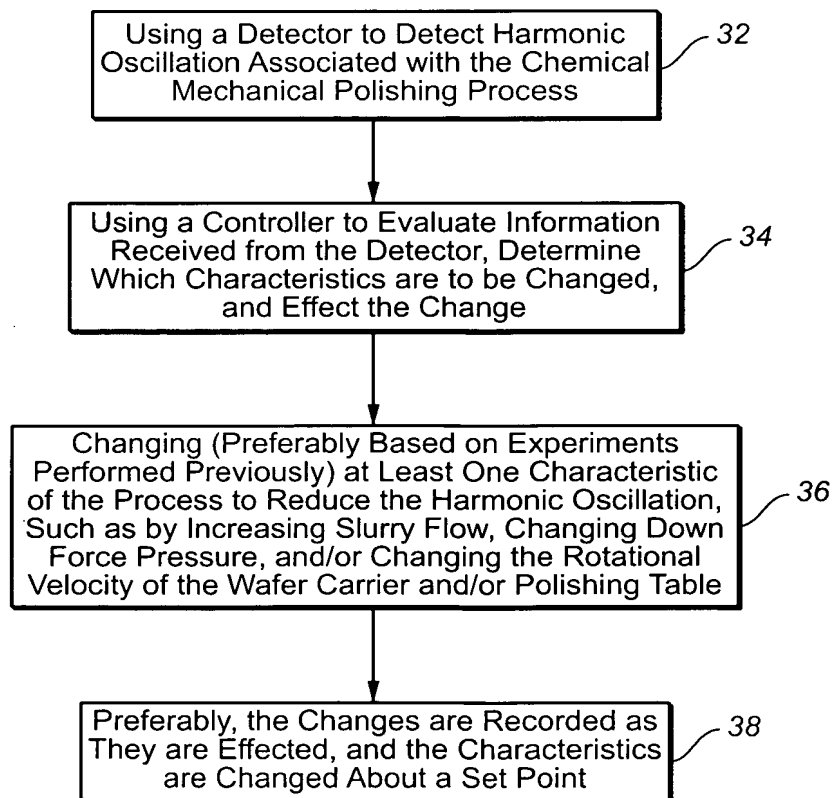 Using a Detector to Detect Harmonic
Oscillation Associated with the Chemical
Mechanical Polishing Process
32
Using a Controller to Evaluate Information
Received from the Detector, Determine
Which Characteristics are to be Changed,
and Effect the Change
34
Changing (Preferably Based on Experiments
Performed Previously) at Least One Characteristic
of the Process to Reduce the Harmonic Oscillation,
Such as by Increasing Slurry Flow, Changing Down
Force Pressure, and/or Changing the Rotational
Velocity of the Wafer Carrier and/or Polishing Table
36
Preferably, the Changes are Recorded as
They are Effected, and the Characteristics
are Changed About a Set Point
38